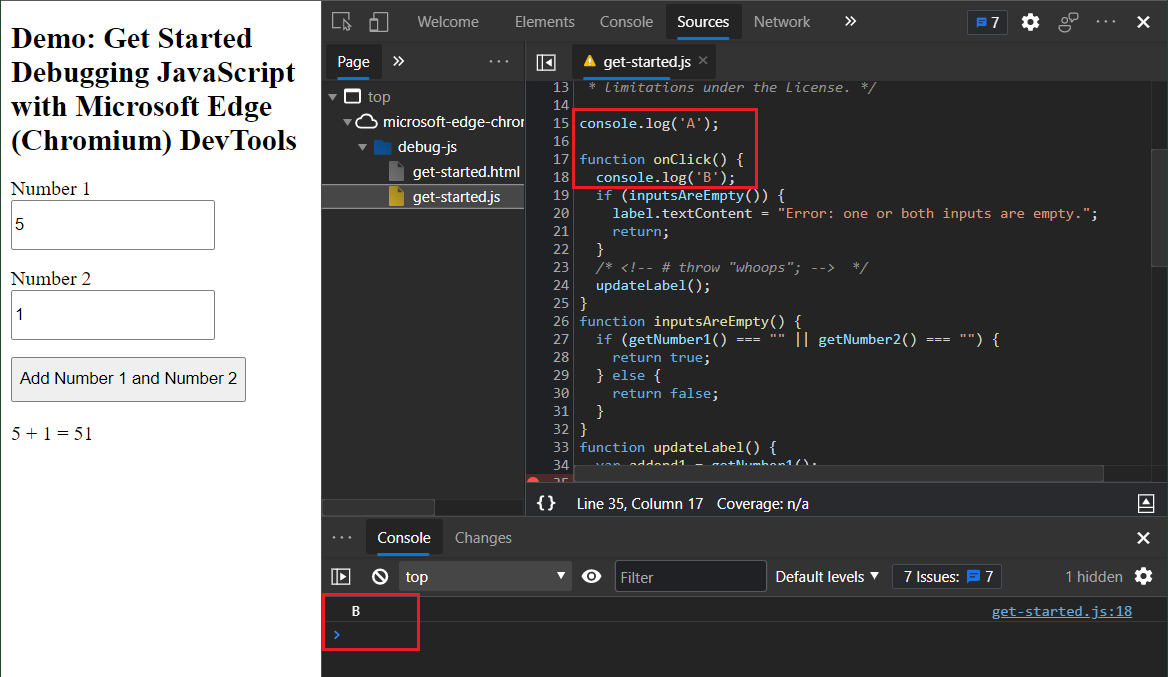 Demo: Get Started
Debugging JavaScript
with Microsoft Edge
(Chromium) DevTools
Number 1
5
Number 2
1
Add Number 1 and Number 2
5 + 1 = 51
Welcome Elements Console Sources Network 7
Page
top
microsoft-edge-chror
debug-js
get-started.html
get-started.js
get-started.js
13 * limitations under the License. */
14
15 console.log('A');
16
17 function onClick() {
18 console.log('B');
19 if (inputsAreEmpty()) {
20 label.textContent = "Error: one or both inputs are empty.";
21 return;
22 }
23 /* <!-- # throw "whoops"; --> */
24 updateLabel();
25 }
26 function inputsAreEmpty() {
27 if (getNumber1() === "" || getNumber2() === "") {
28 return true;
29 } else {
30 return false;
31 }
32 }
33 function updateLabel() {
34 var addend1 = getNumber1();
35
{} Line 35, Column 17 Coverage: n/a
Console Changes
top Filter Default levels 7 Issues: 7 1 hidden
B get-started.js:18